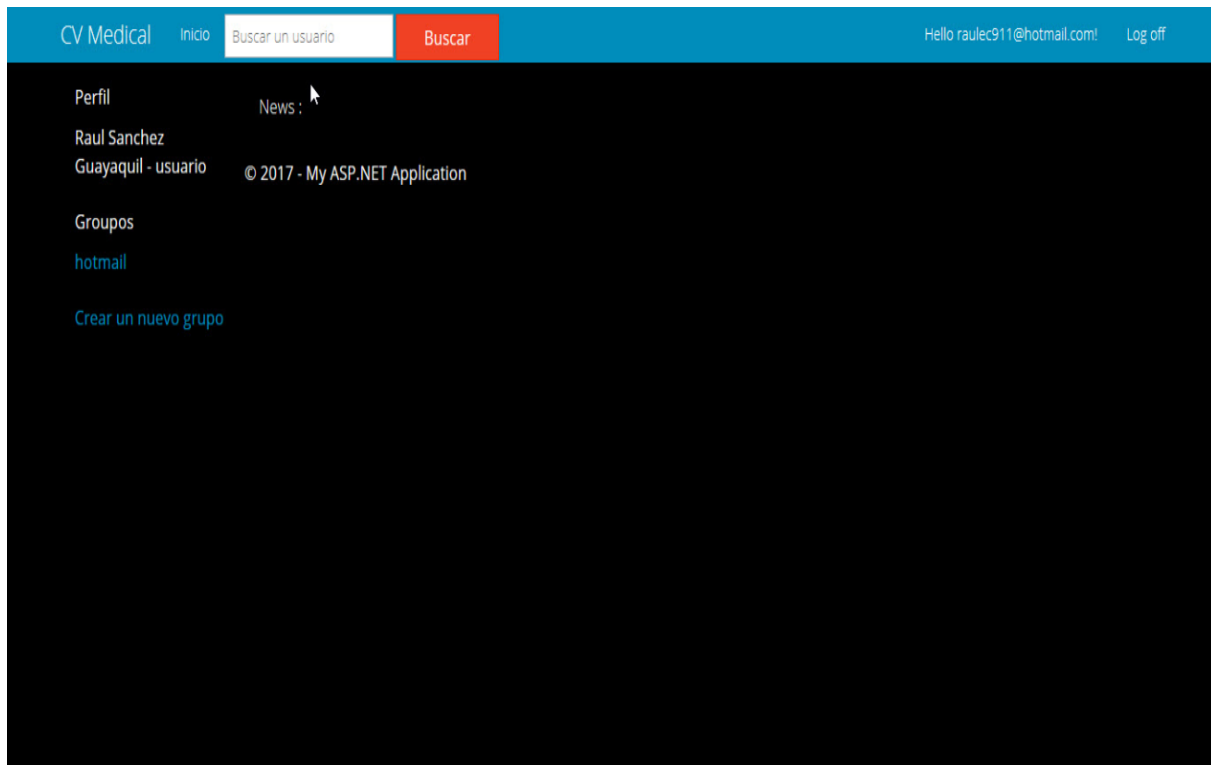 CV Medical Inicio Buscar un usuario Buscar Hello raulec911@hotmail.com! Log off
Perfil
Raul Sanchez
Guayaquil - usuario
Groupos
hotmail
Crear un nuevo grupo
News :
© 2017 - My ASP.NET Application